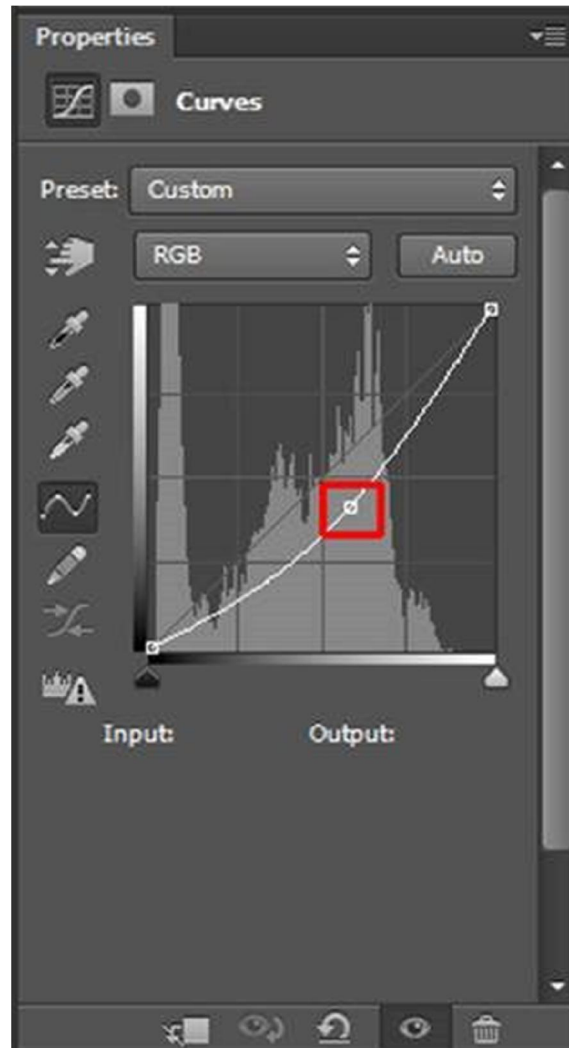 Properties
Curves
Preset: Custom
RGB Auto
Input: Output: